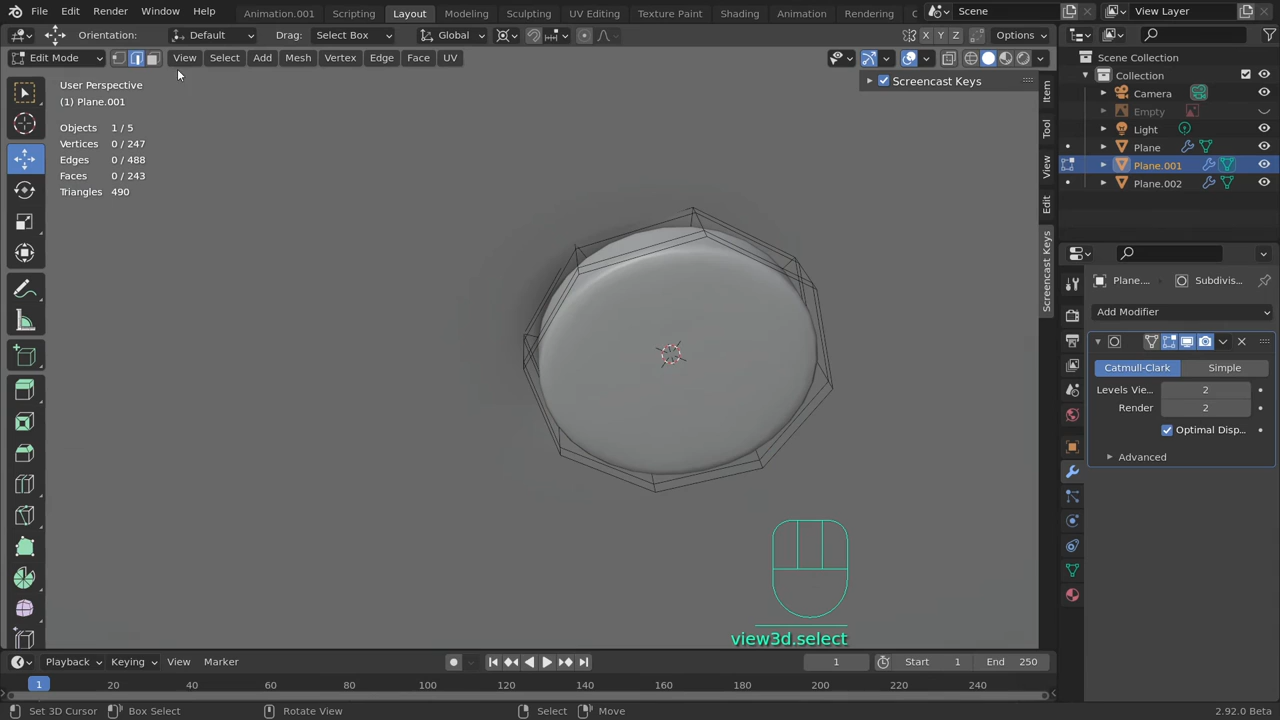 File Edit Render Window Help Animation.001 Scripting Layout Modeling Sculpting UV Editing Texture Paint Shading Animation Rendering Scene View Layer
Orientation: Default Drag: Select Box Global X Y Z Options
Edit Mode View Select Add Mesh Vertex Edge Face UV
User Perspective
(1) Plane.001
Objects 1 / 5
Vertices 0 / 247
Edges 0 / 488
Faces 0 / 243
Triangles 490
Screencast Keys
Item
Tool
View
Edit
Screencast Keys
Scene Collection
Collection
Camera
Empty
Light
Plane
Plane.001
Plane.002
Plane.... Subdivis...
Add Modifier
Catmull-Clark Simple
Levels Vie... 2
Render 2
Optimal Disp...
Advanced
view3d.select
Playback Keying View Marker 1 Start 1 End 250
1 20 40 60 80 100 120 140 160 180 200 220 240
Set 3D Cursor Box Select Rotate View Select Move 2.92.0 Beta